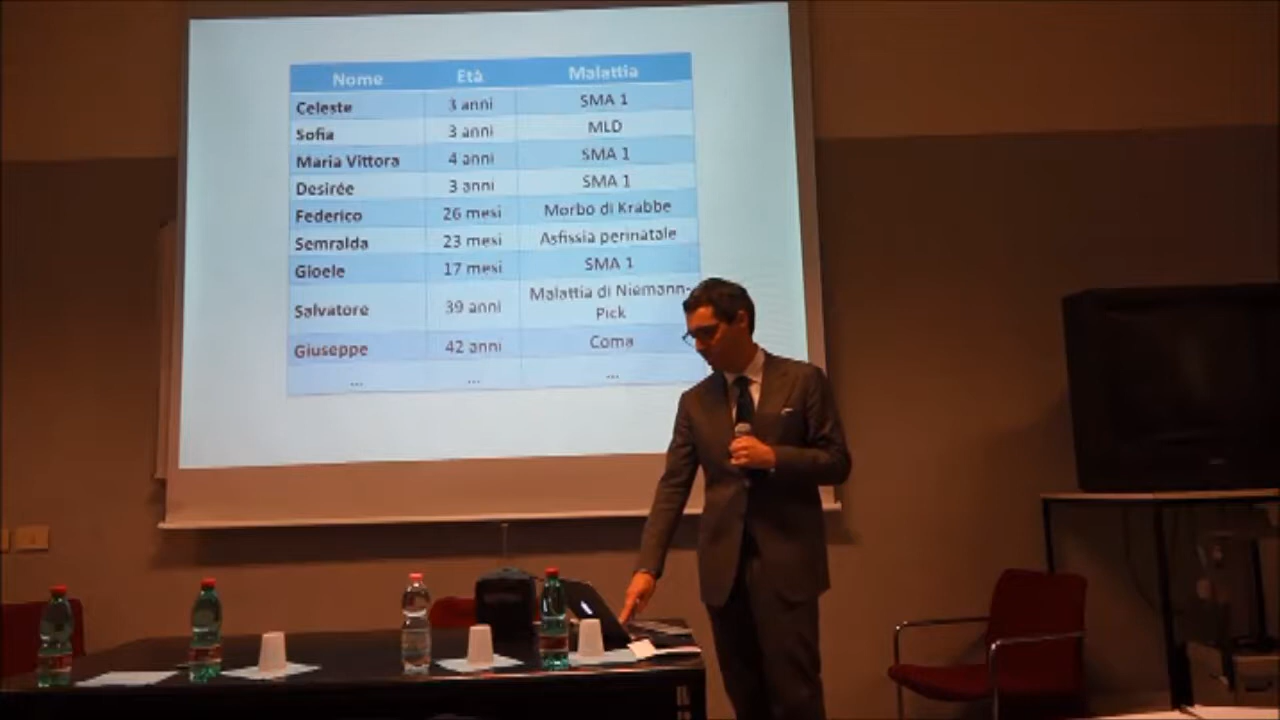 Nome Età Malattia
Celeste 3 anni SMA 1
Sofia 3 anni MLD
Maria Vittora 4 anni SMA 1
Desirée 3 anni SMA 1
Federico 26 mesi Morbo di Krabbe
Semralda 23 mesi Asfissia perinatale
Gioele 17 mesi SMA 1
Salvatore 39 anni Malattia di Niemann-
Pick
Giuseppe 42 anni Coma
... ... ...